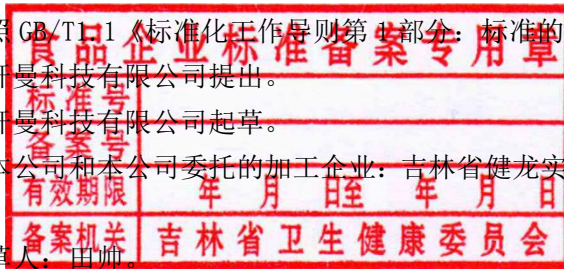 照 GB/T1.1《标准化工作导则第 1 部分：标准的
食品企业标准备案专用章
开曼科技有限公司提出。
标准号
开曼科技有限公司起草。
备案号
本公司和本公司委托的加工企业：吉林省健龙实
有效期限 年 月 日至 年 月 日
备案机关 吉林省卫生健康委员会
草人：田帅。